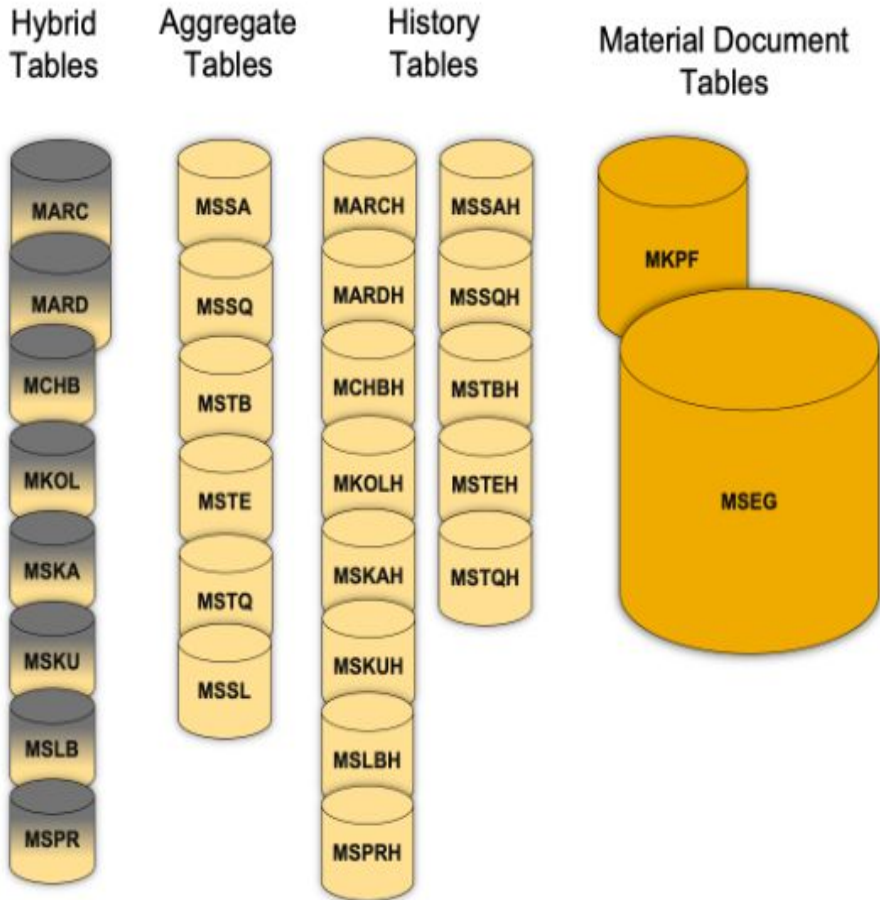 Hybrid
Tables
Aggregate
Tables
History
Tables
Material Document
Tables
MARC
MARD
MCHB
MKOL
MSKA
MSKU
MSLB
MSPR
MSSA
MSSQ
MSTB
MSTE
MSTQ
MSSL
MARCH
MARDH
MCHBH
MKOLH
MSKAH
MSKUH
MSLBH
MSPRH
MSSAH
MSSQH
MSTBH
MSTEH
MSTQH
MKPF
MSEG